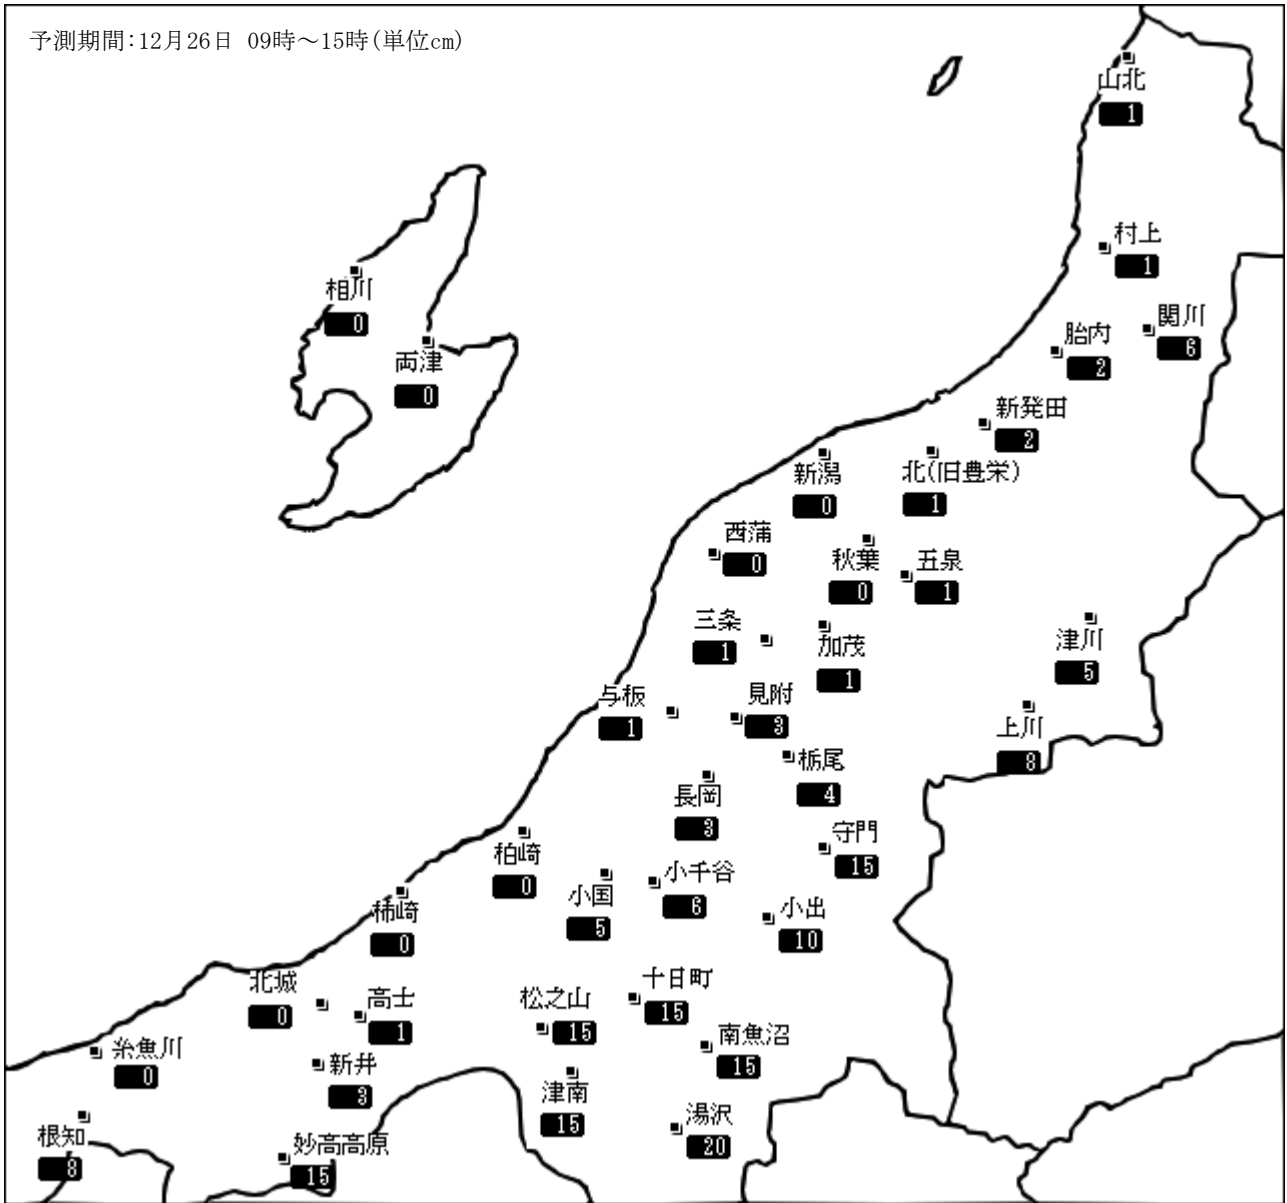 予測期間:12月26日 09時～15時(単位cm)
山北
1
村上
1
相川
0
関川
6
胎内
2
両津
0
新発田
2
新潟
0
北(旧豊栄)
1
西蒲
0
秋葉
0
五泉
1
三条
1
加茂
1
津川
5
与板
1
見附
3
上川
8
栃尾
4
長岡
3
守門
15
柏崎
0
小国
5
小千谷
6
小出
10
柿崎
0
北城
0
高士
1
松之山
15
十日町
15
南魚沼
15
糸魚川
0
新井
3
津南
15
湯沢
20
根知
8
妙高高原
15